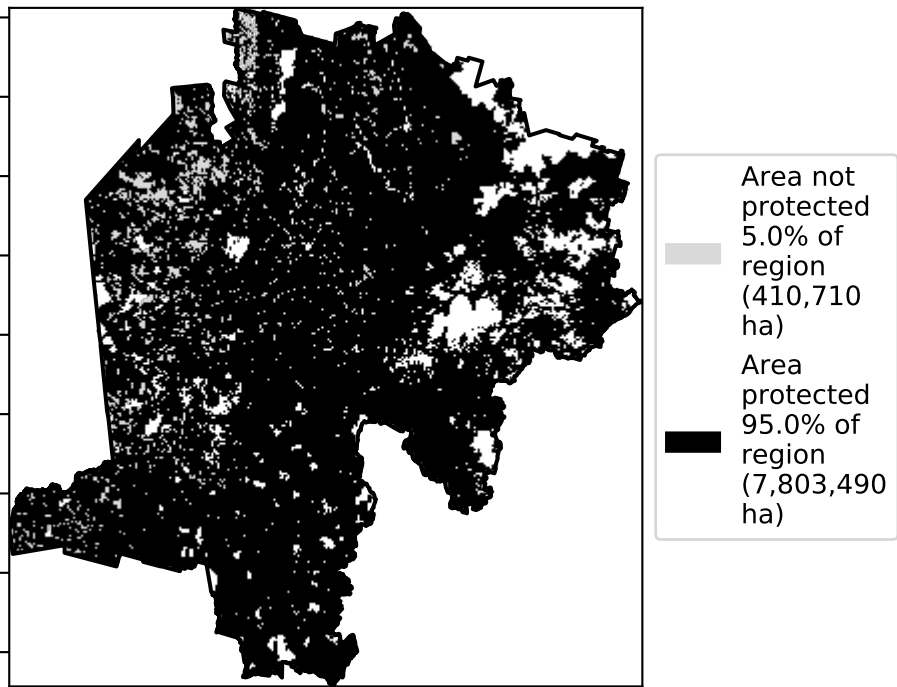 Area not
protected
5.0% of
region
(410,710
ha)
Area
protected
95.0% of
region
(7,803,490
ha)